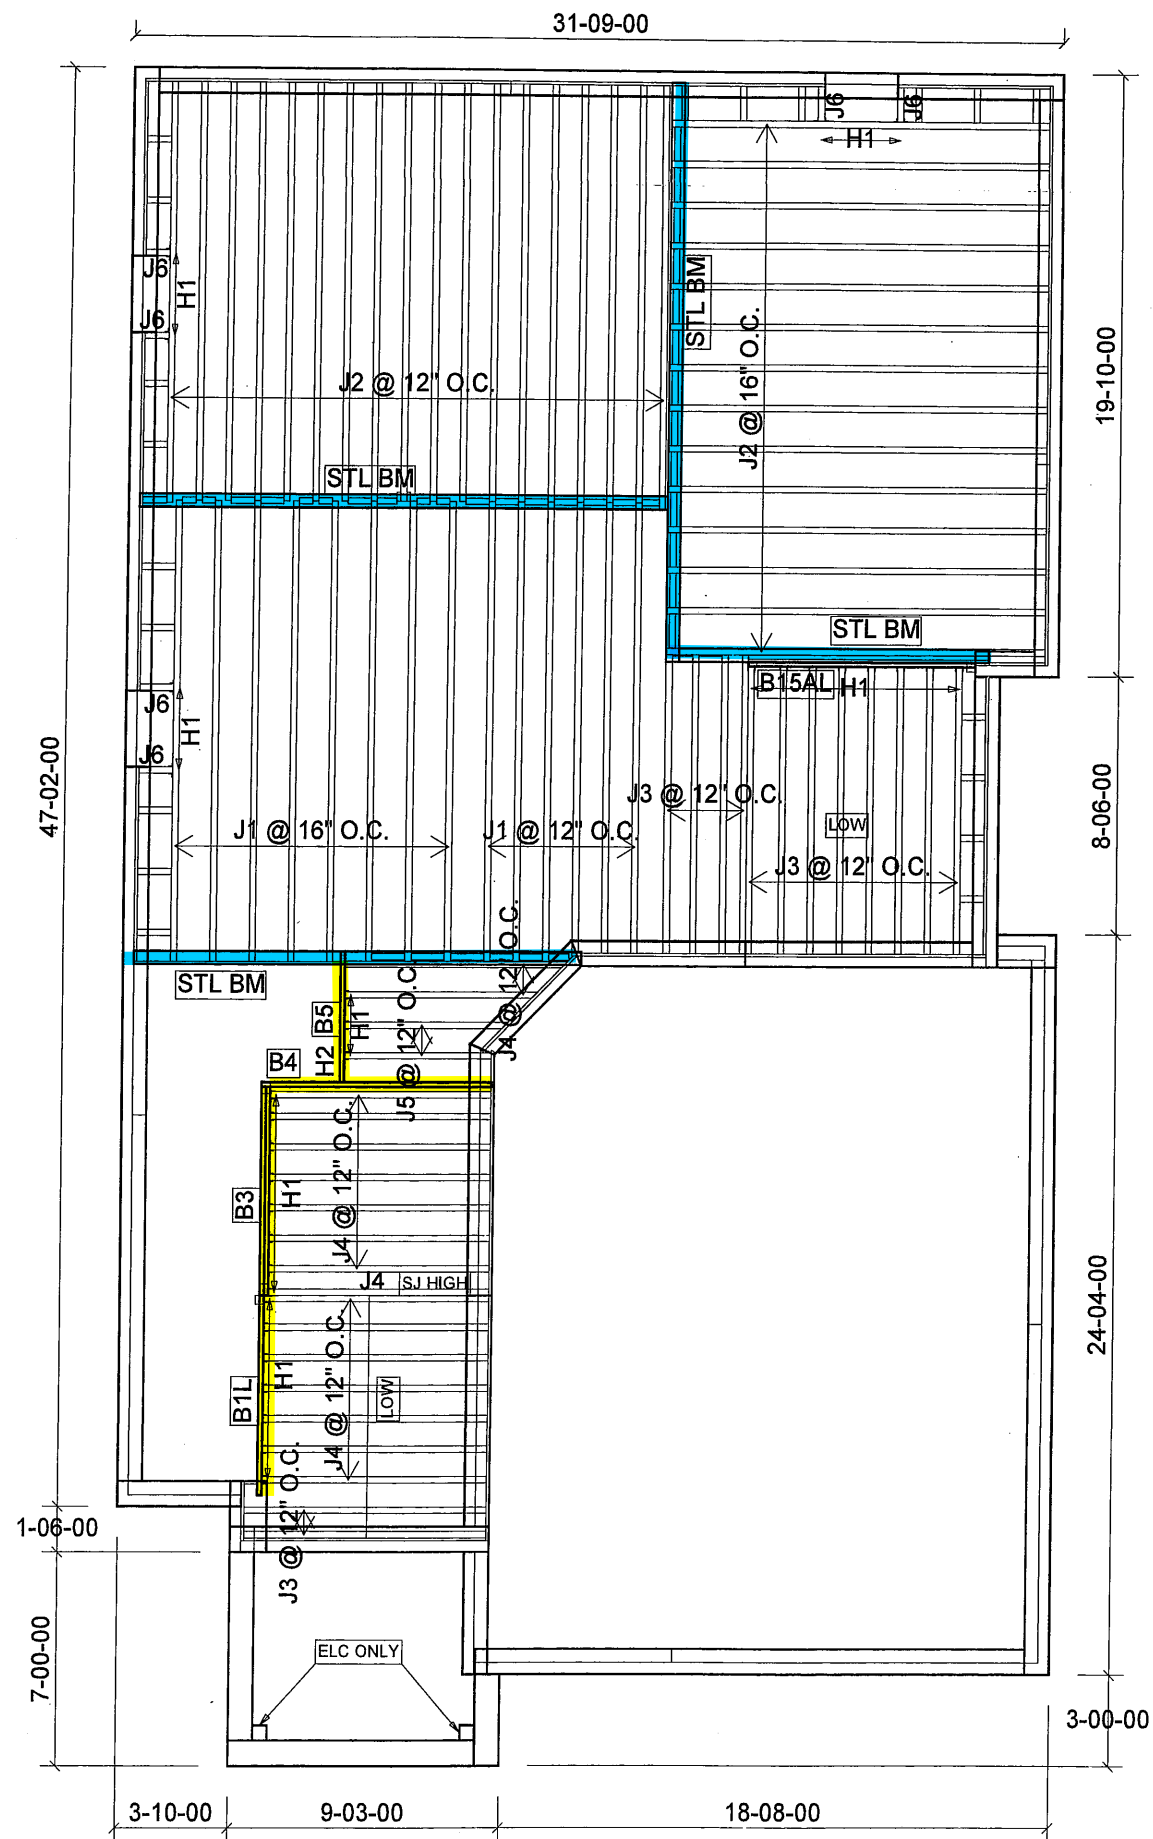 31-09-00
J6
J6
H1
J6
H1
J6
STL BM
J2 @ 16" O.C.
19-10-00
J2 @ 12" O.C.
STL BM
STL BM
B15AL
H1
J6
H1
J6
47-02-00
J3 @ 12" O.C.
8-06-00
J1 @ 16" O.C.
J1 @ 12" O.C.
LOW
J3 @ 12" O.C.
STL BM
B5
H1
J4 @ 12" O.C.
J5 @ 12" O.C.
B4
H2
B3
H1
J4 @ 12" O.C.
J4
SJ HIGH
24-04-00
B1L
H1
J4 @ 12" O.C.
LOW
1-06-00
J3 @ 12" O.C.
7-00-00
ELC ONLY
3-00-00
3-10-00
9-03-00
18-08-00